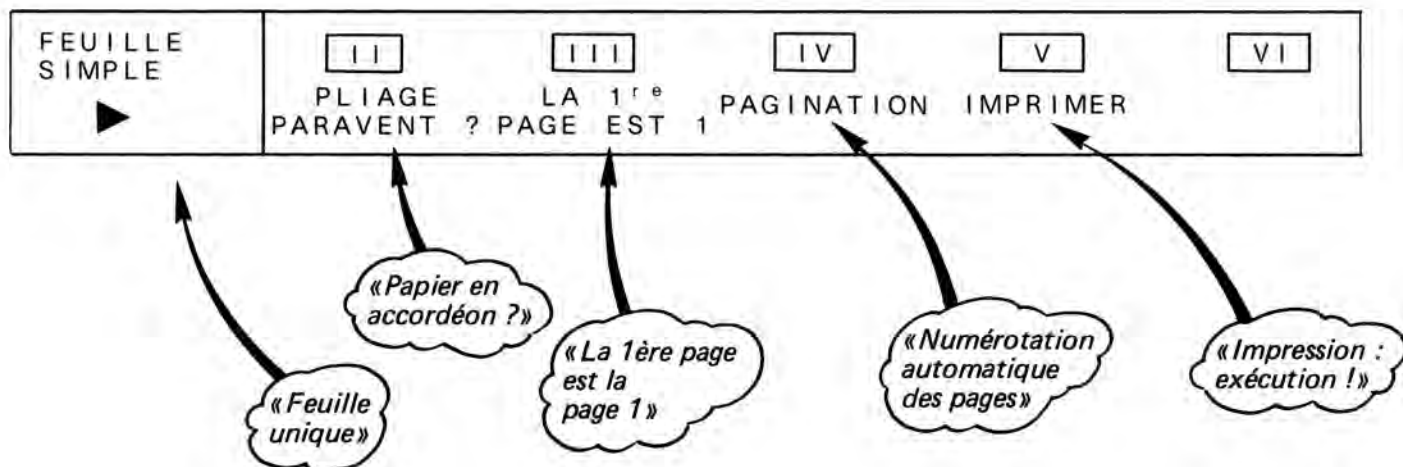 FEUILLE
SIMPLE
II
PLIAGE
PARAVENT ?
III
LA 1re
PAGE EST 1
IV
PAGINATION
V
IMPRIMER
VI
«Papier en
accordéon ?»
«Feuille
unique»
«La 1ère page
est la
page 1»
«Numérotation
automatique
des pages»
«Impression :
exécution !»